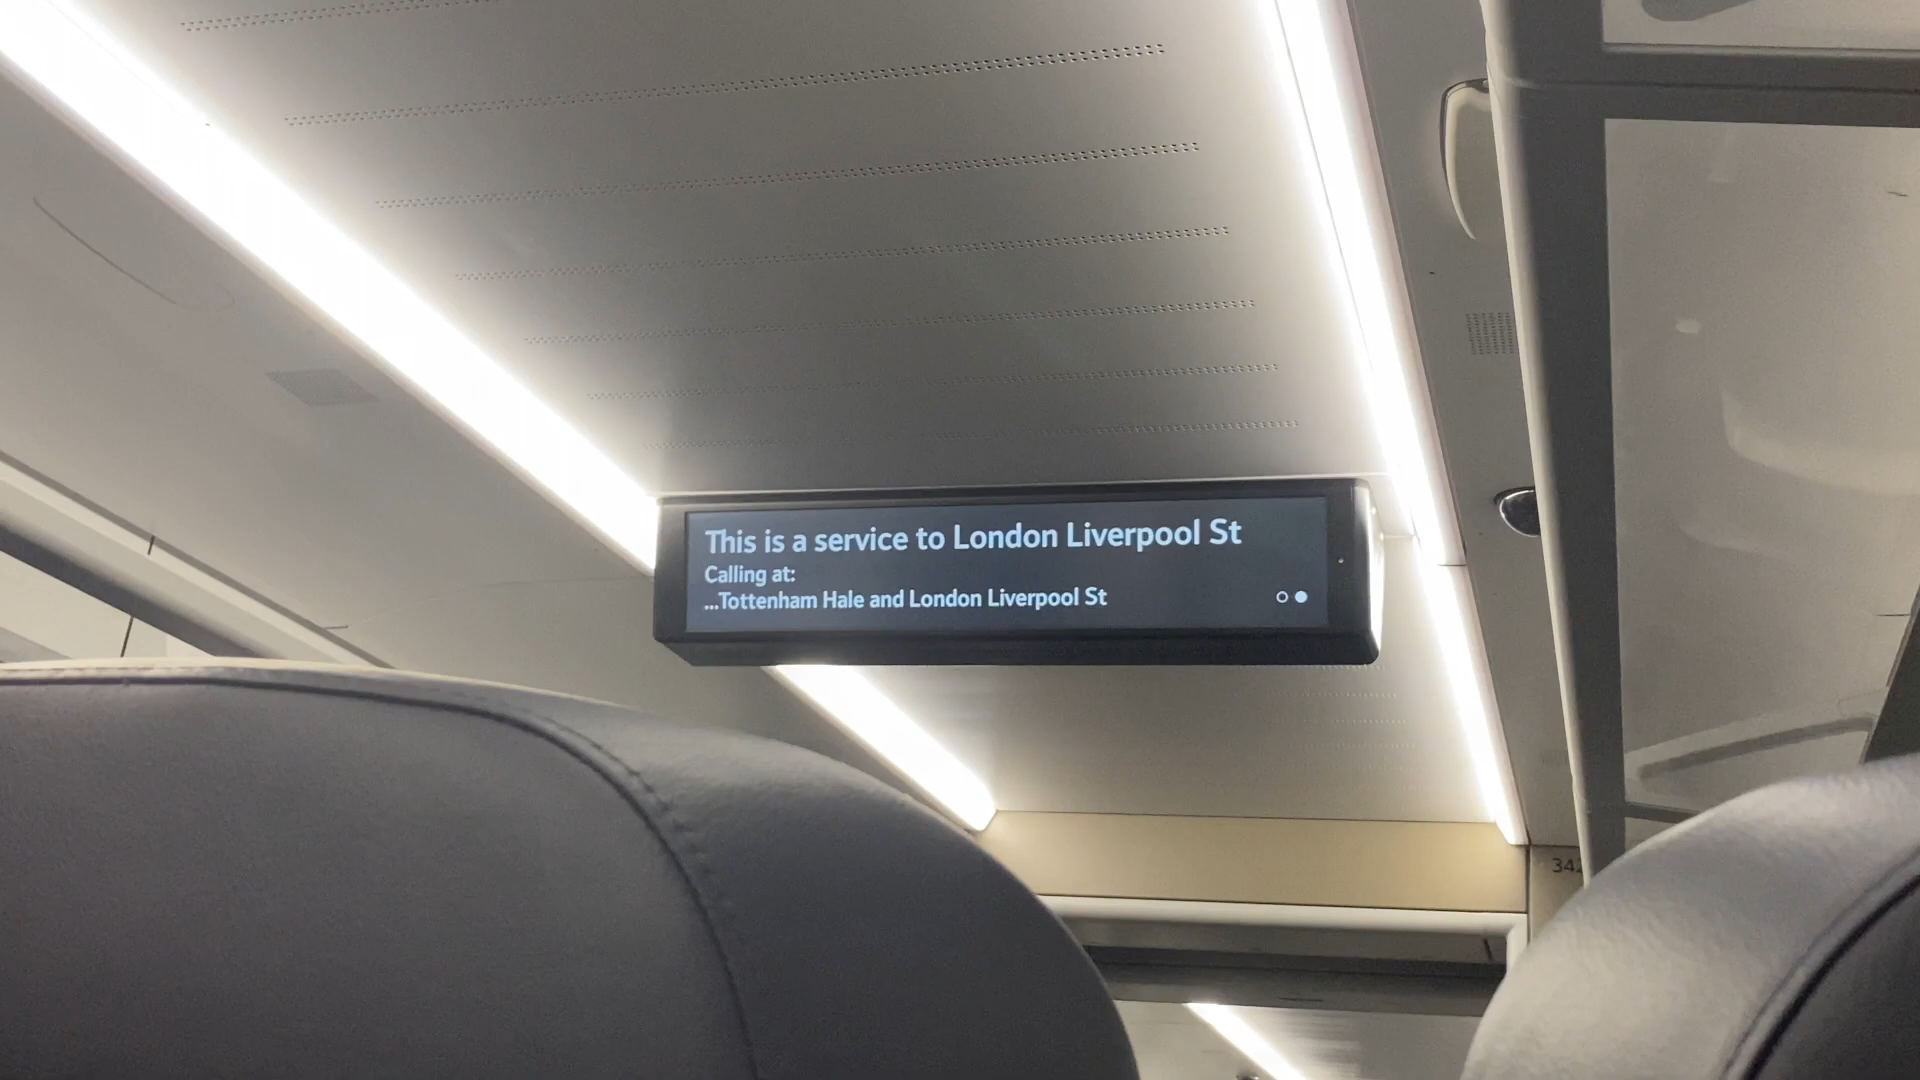 This is a service to London Liverpool St
Calling at:
...Tottenham Hale and London Liverpool St